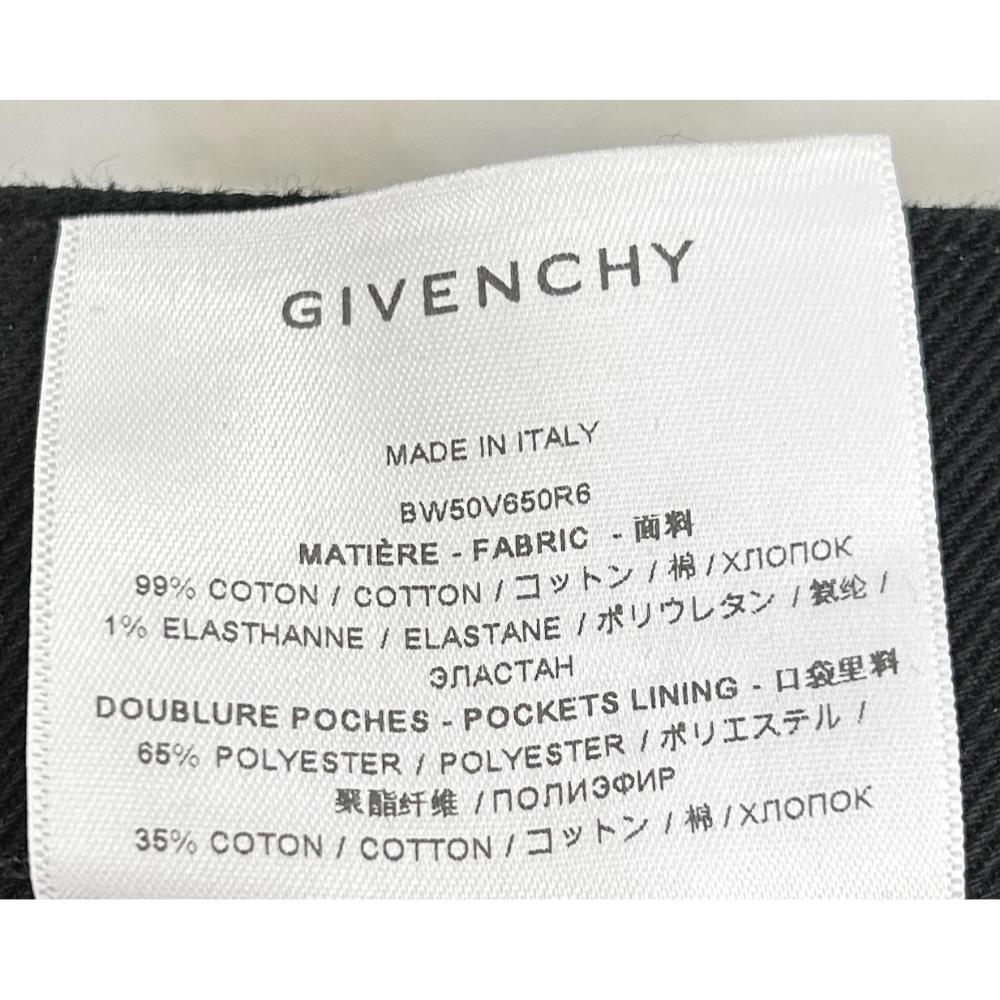 GIVENCHY
MADE IN ITALY
BW50V650R6
MATIÈRE - FABRIC - 面料
99% COTON / COTTON / コットン / 棉 / ХЛОПОК
1% ELASTHANNE / ELASTANE / ポリウレタン / 氨纶 /
ЭЛАСТАН
DOUBLURE POCHES - POCKETS LINING - 口袋里料
65% POLYESTER / POLYESTER / ポリエステル /
聚酯纤维 / ПОЛИЭФИР
35% COTON / COTTON / コットン / 棉 / ХЛОПОК